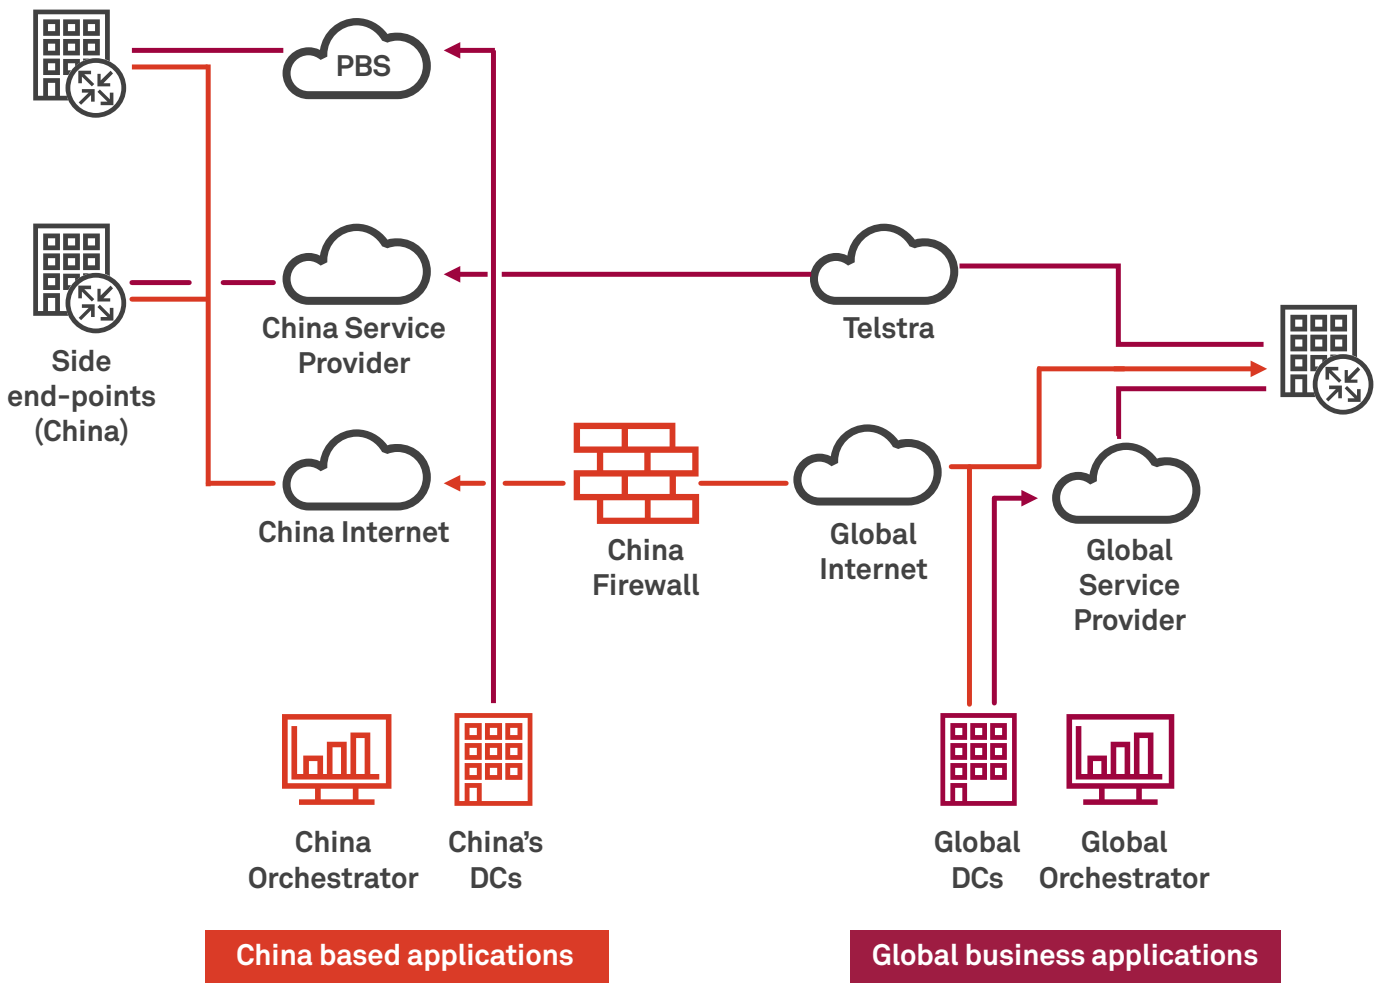 PBS
China Service
Provider
Telstra
Side
end-points
(China)
China Internet
China
Firewall
Global
Internet
Global
Service
Provider
China
Orchestrator
China’s
DCs
Global
DCs
Global
Orchestrator
China based applications
Global business applications